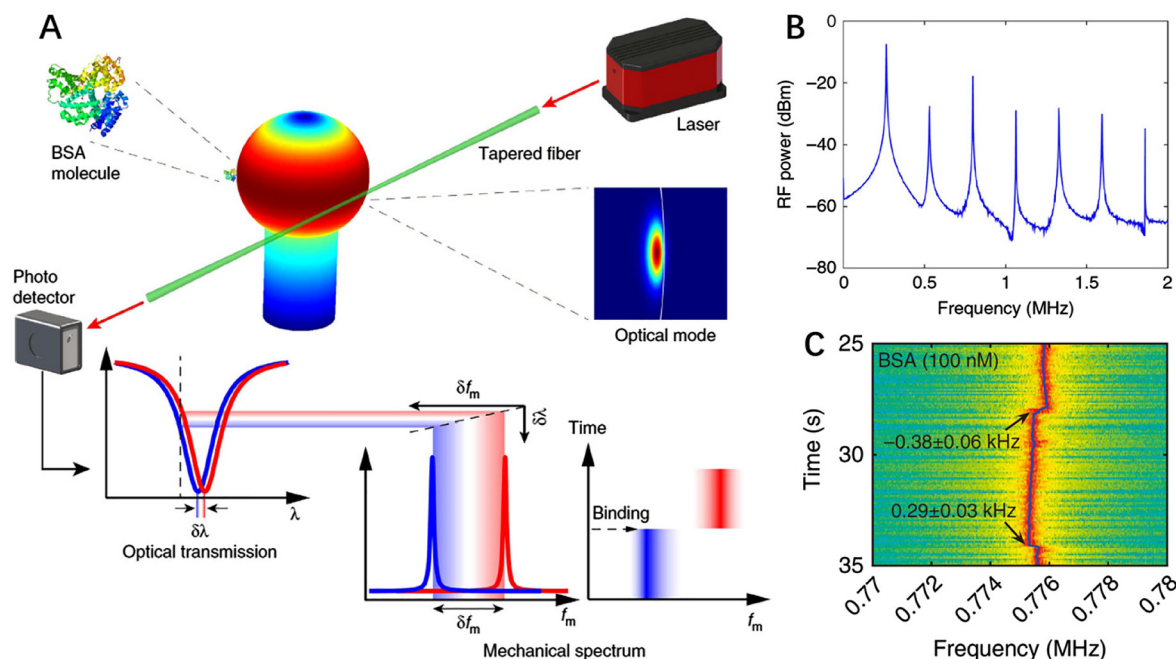 A
BSA
molecule
Laser
Tapered fiber
Optical mode
Photo
detector
δλ
λ
Optical transmission
δfm
δλ
δfm
fm
Mechanical spectrum
Time
Binding
fm
B
RF power (dBm)
0
−20
−40
−60
−80
0
0.5
1
1.5
2
Frequency (MHz)
C
BSA (100 nM)
Time (s)
25
30
35
−0.38±0.06 kHz
0.29±0.03 kHz
0.77
0.772
0.774
0.776
0.778
0.78
Frequency (MHz)